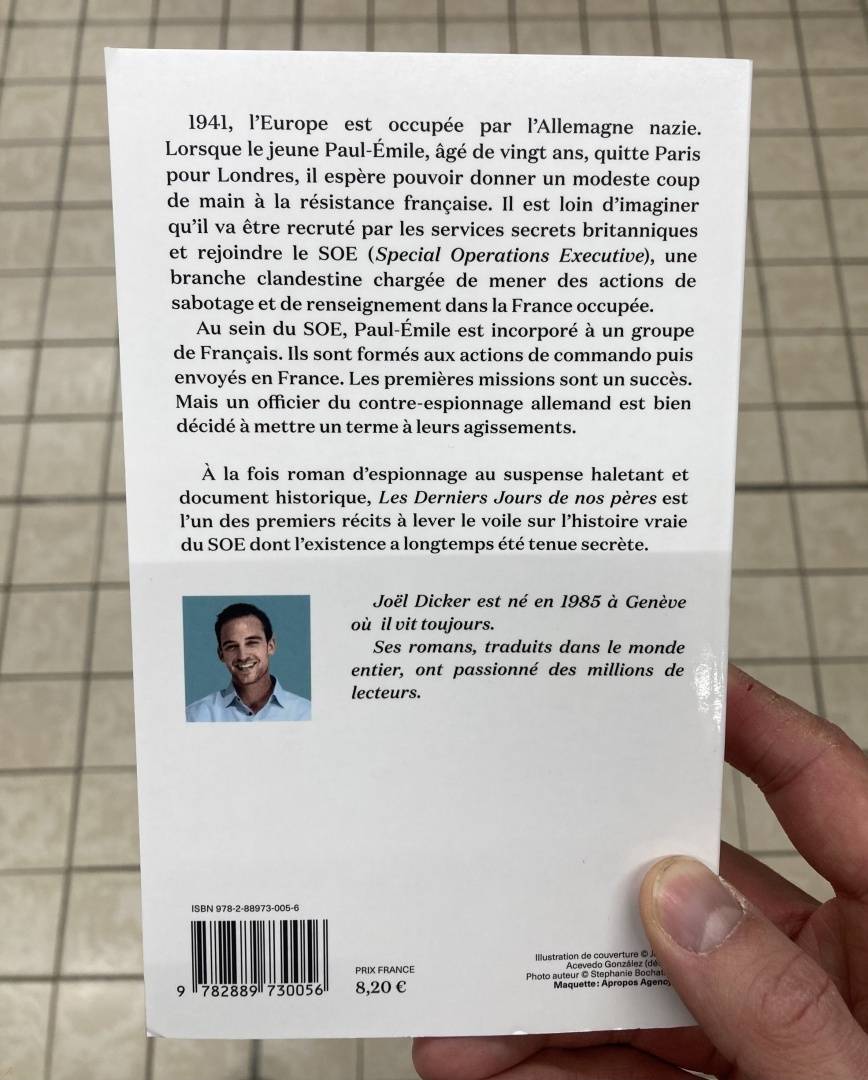 1941, l'Europe est occupée par l'Allemagne nazie.
Lorsque le jeune Paul-Émile, âgé de vingt ans, quitte Paris
pour Londres, il espère pouvoir donner un modeste coup
de main à la résistance française. Il est loin d'imaginer
qu'il va être recruté par les services secrets britanniques
et rejoindre le SOE (Special Operations Executive), une
branche clandestine chargée de mener des actions de
sabotage et de renseignement dans la France occupée.
Au sein du SOE, Paul-Émile est incorporé à un groupe
de Français. Ils sont formés aux actions de commando puis
envoyés en France. Les premières missions sont un succès.
Mais un officier du contre-espionnage allemand est bien
décidé à mettre un terme à leurs agissements.
À la fois roman d'espionnage au suspense haletant et
document historique, Les Derniers Jours de nos pères est
l'un des premiers récits à lever le voile sur l'histoire vraie
du SOE dont l'existence a longtemps été tenue secrète.
Joël Dicker est né en 1985 à Genève
où il vit toujours.
Ses romans, traduits dans le monde
entier, ont passionné des millions de
lecteurs.
ISBN 978-2-88973-005-6
9 782889 730056
PRIX FRANCE
8,20 €
Illustration de couverture ©
Acevedo González
Photo auteur © Stephanie
Maquette : Apropos Agency